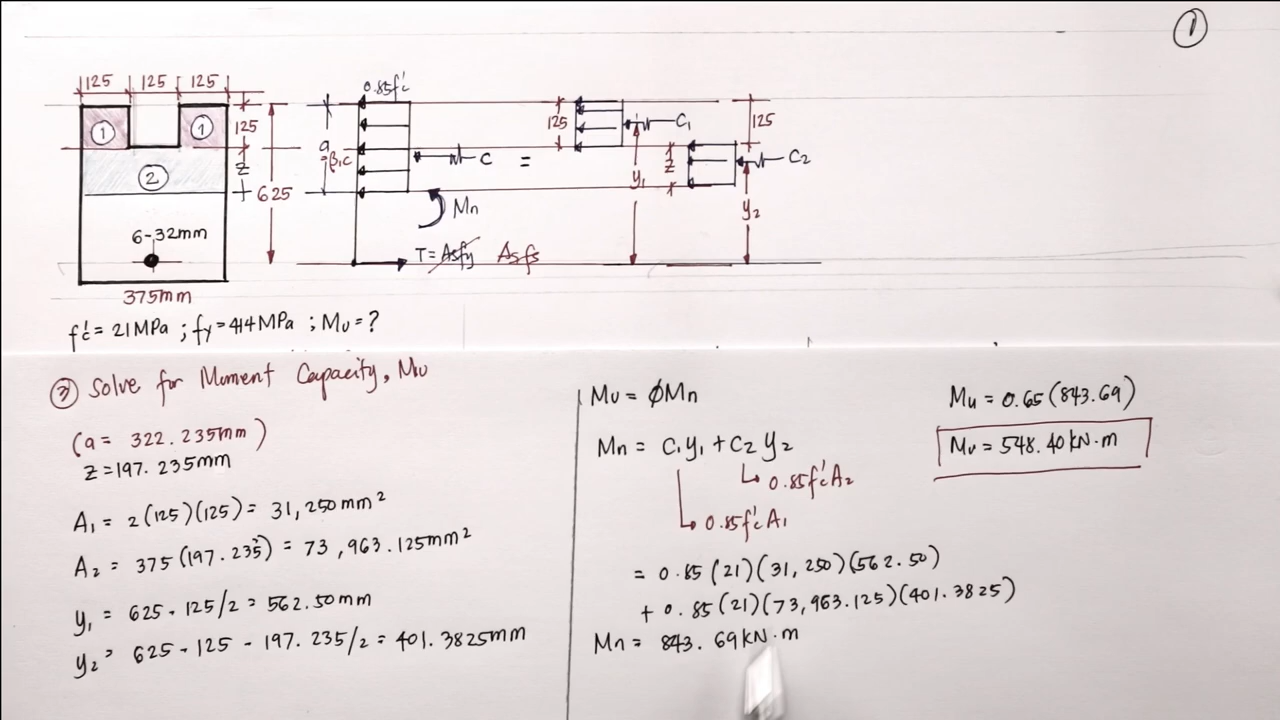 ①
125 125 125
① ① 125
② z
625
6-32mm
375mm
0.85f'c
a
β₁c
C
=
Mn
T = Asfy Asfs
125 C₁ 125
z C₂
y₁
y₂
f'c = 21 MPa ; fy = 414 MPa ; Mu = ?
③ Solve for Moment Capacity, Mu
(a = 322.235mm)
z = 197.235mm
A₁ = 2(125)(125) = 31,250 mm²
A₂ = 375(197.235) = 73,963.125mm²
y₁ = 625 - 125/2 = 562.50mm
y₂ = 625 - 125 - 197.235/2 = 401.3825mm
Mu = ϕMn
Mn = C₁y₁ + C₂y₂
0.85f'cA₂
0.85f'cA₁
= 0.85(21)(31,250)(562.50)
+ 0.85(21)(73,963.125)(401.3825)
Mn = 843.69kN·m
Mu = 0.65(843.69)
Mu = 548.40kN·m